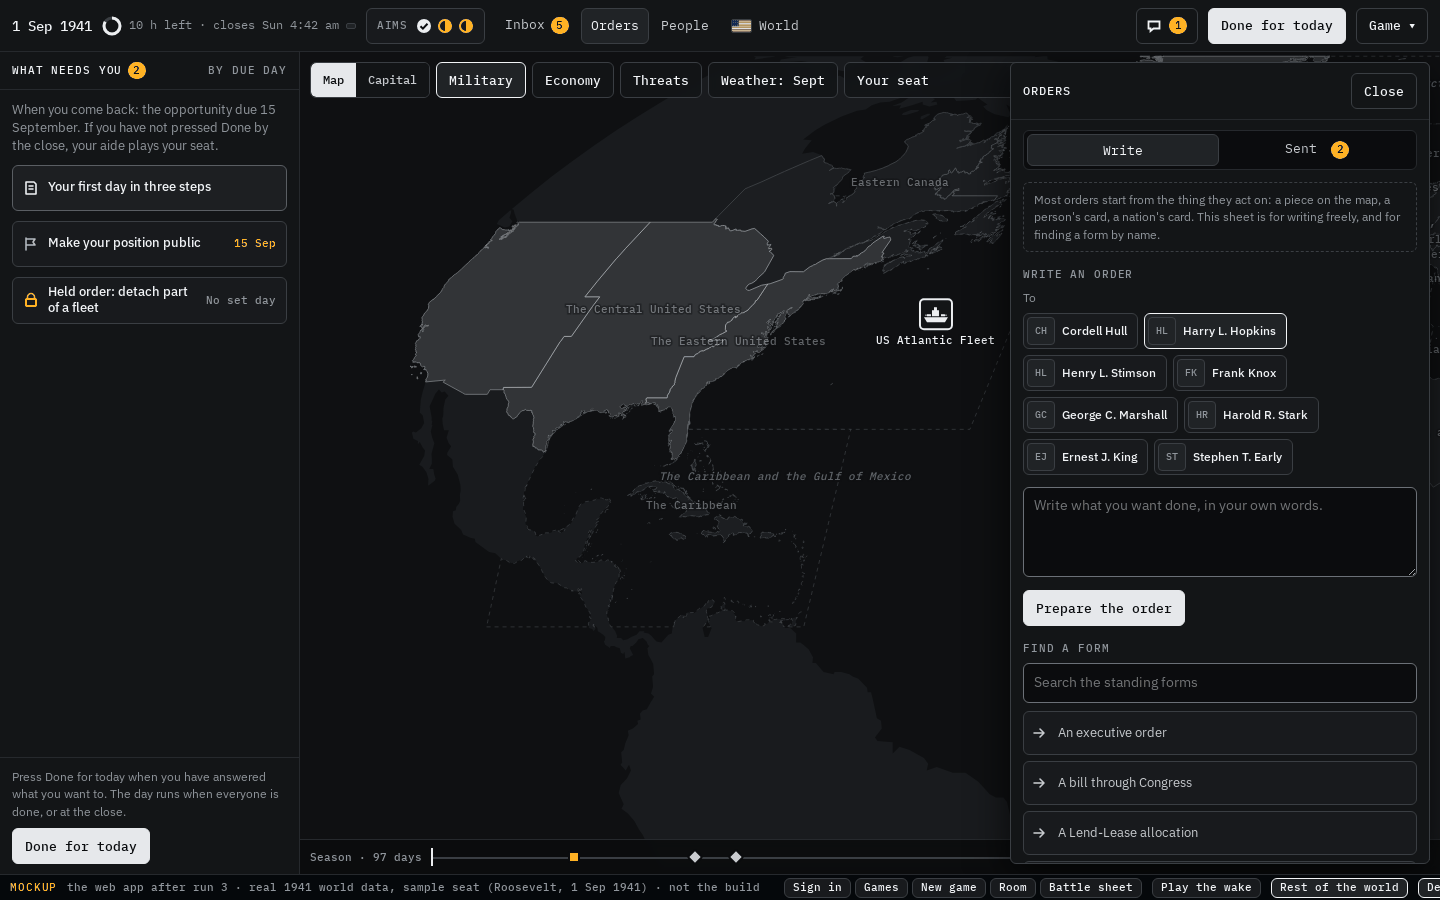 1 Sep 1941 10 h left · closes Sun 4:42 am AIMS Inbox 5 Orders People World 1 Done for today Game ▾
WHAT NEEDS YOU 2 BY DUE DAY
When you come back: the opportunity due 15
September. If you have not pressed Done by
the close, your aide plays your seat.
Your first day in three steps
Make your position public 15 Sep
Held order: detach part
of a fleet
No set day
Press Done for today when you have answered
what you want to. The day runs when everyone is
done, or at the close.
Done for today
Map Capital Military Economy Threats Weather: Sept Your seat
Eastern Canada
The Central United States
The Eastern United States
US Atlantic Fleet
The Caribbean and the Gulf of Mexico
The Caribbean
Season · 97 days
ORDERS Close
Write Sent 2
Most orders start from the thing they act on: a piece on the map, a
person's card, a nation's card. This sheet is for writing freely, and for
finding a form by name.
WRITE AN ORDER
To
CH Cordell Hull HL Harry L. Hopkins
HL Henry L. Stimson FK Frank Knox
GC George C. Marshall HR Harold R. Stark
EJ Ernest J. King ST Stephen T. Early
Write what you want done, in your own words.
Prepare the order
FIND A FORM
Search the standing forms
→ An executive order
→ A bill through Congress
→ A Lend-Lease allocation
MOCKUP the web app after run 3 · real 1941 world data, sample seat (Roosevelt, 1 Sep 1941) · not the build Sign in Games New game Room Battle sheet Play the wake Rest of the world De